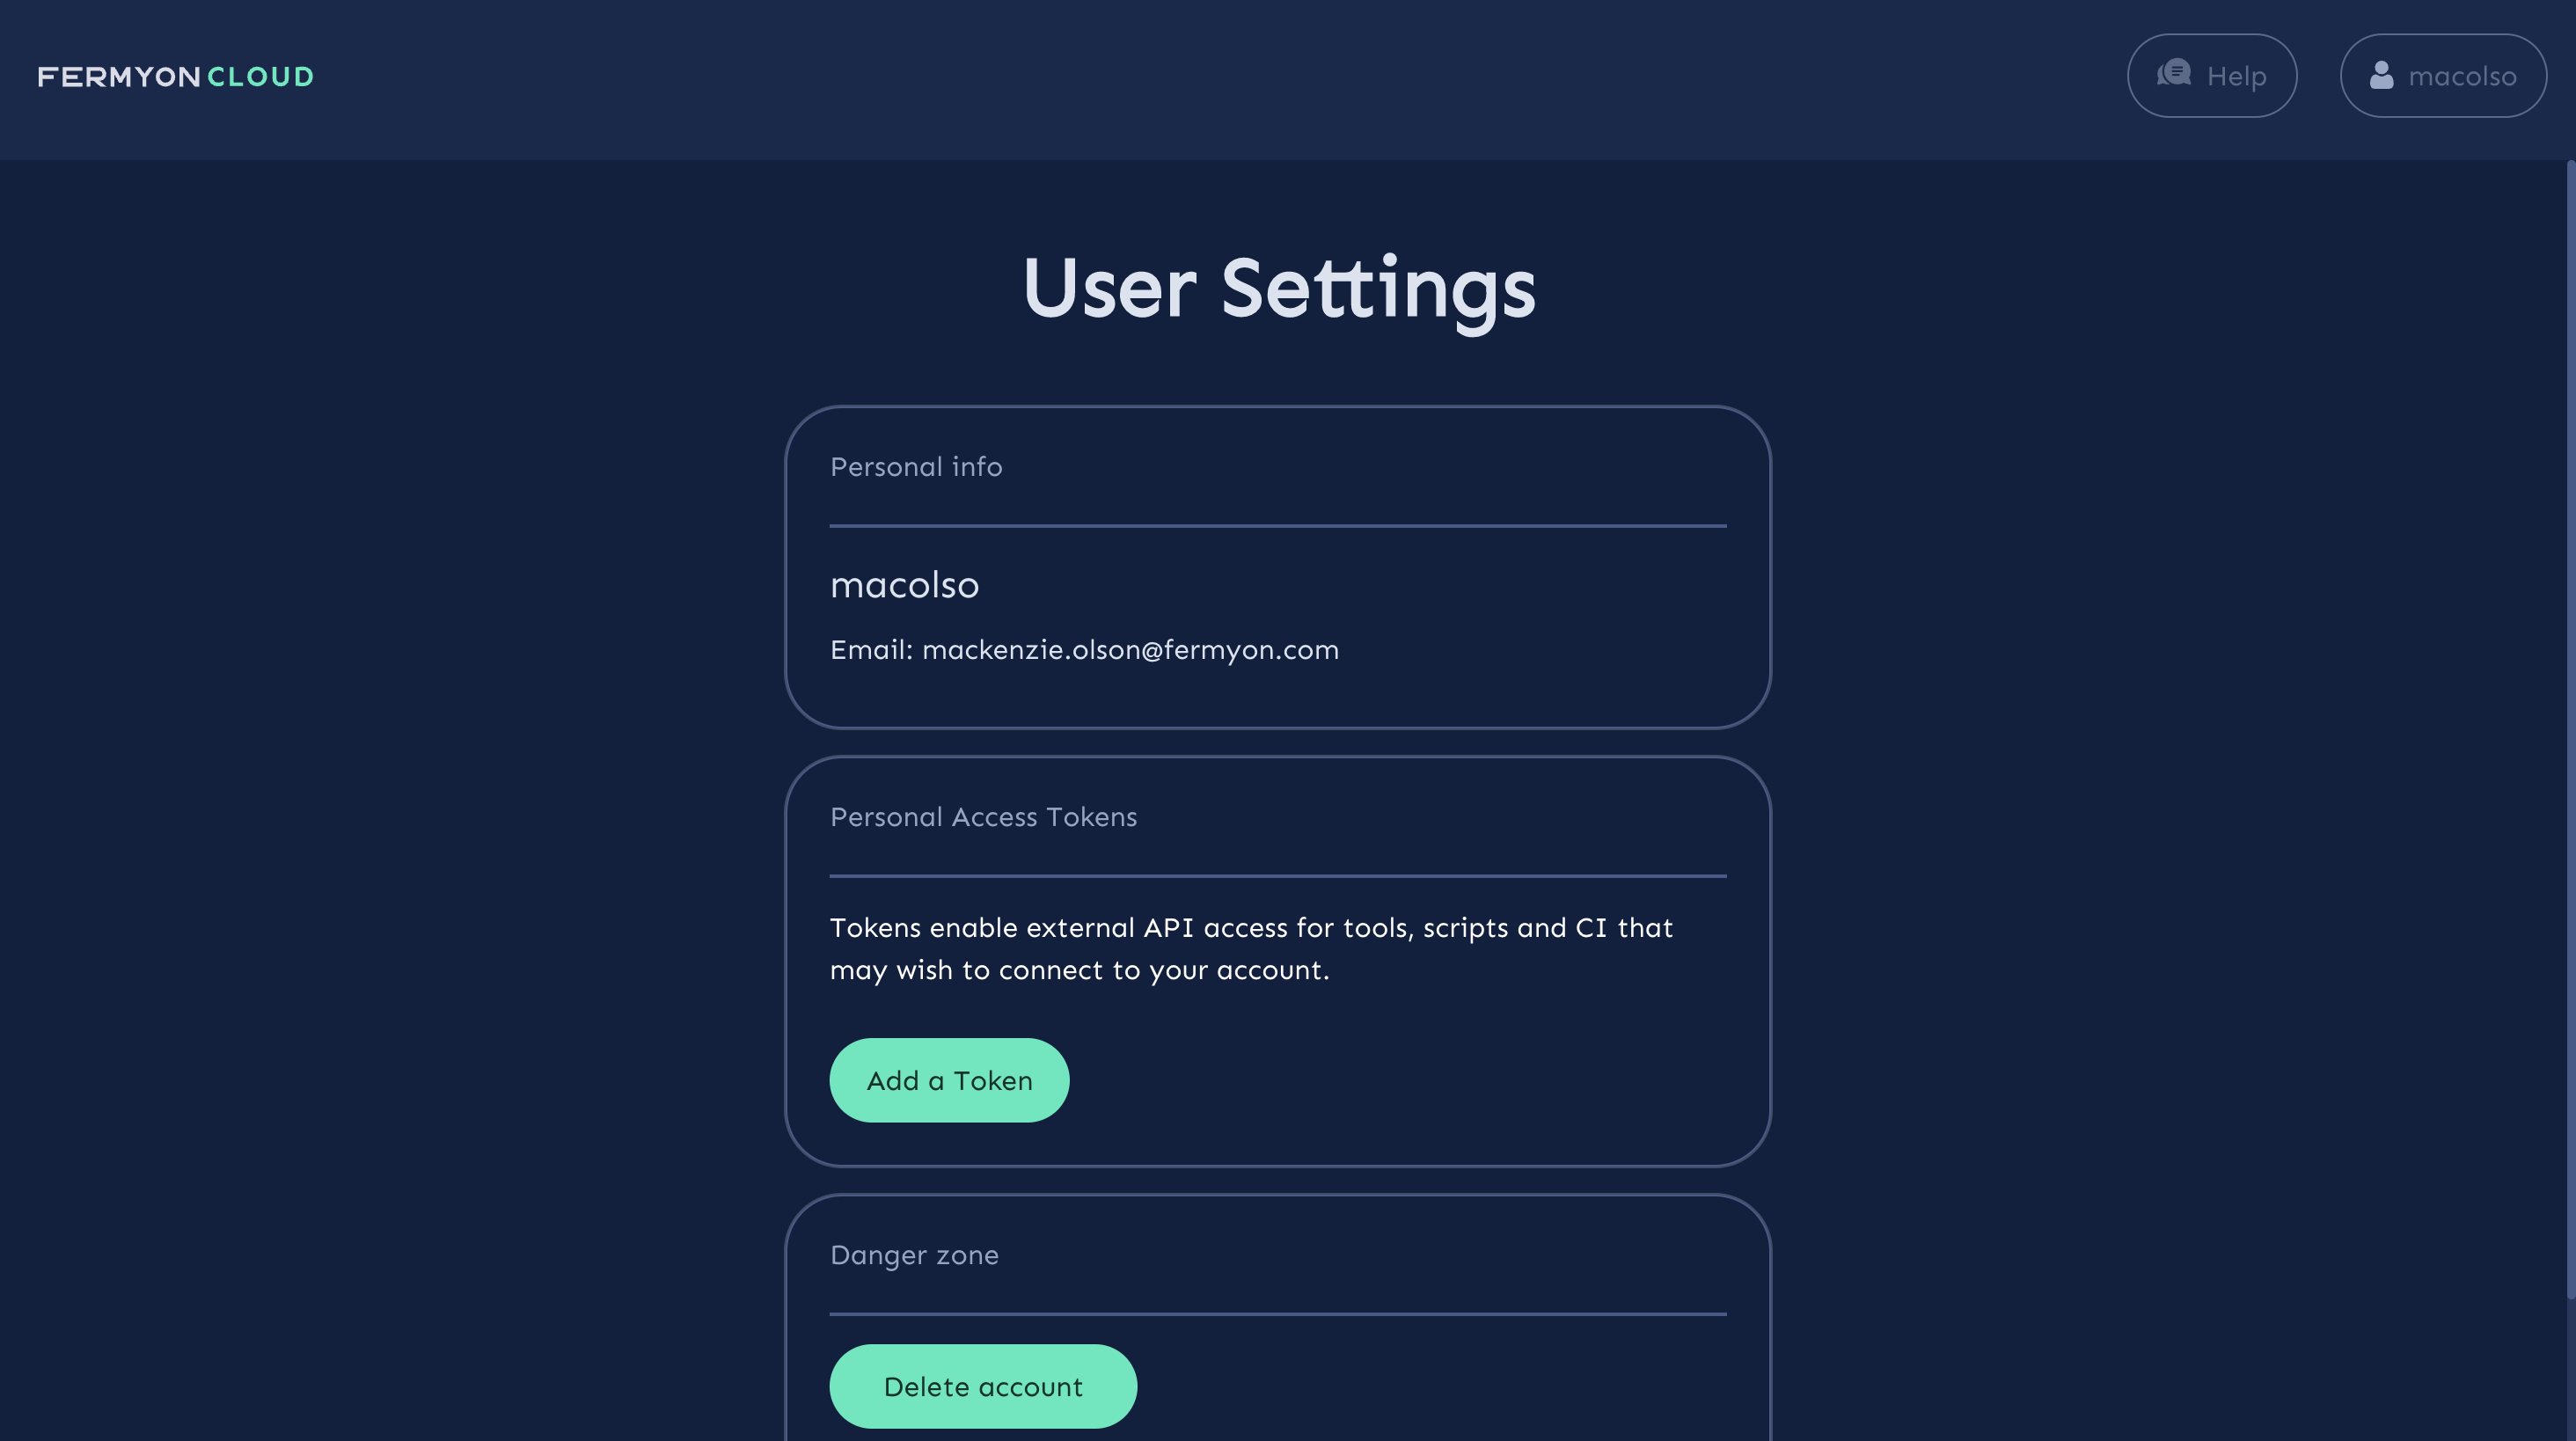 FERMYON CLOUD
Help
macolso
User Settings
Personal info
macolso
Email: mackenzie.olson@fermyon.com
Personal Access Tokens
Tokens enable external API access for tools, scripts and CI that
may wish to connect to your account.
Add a Token
Danger zone
Delete account